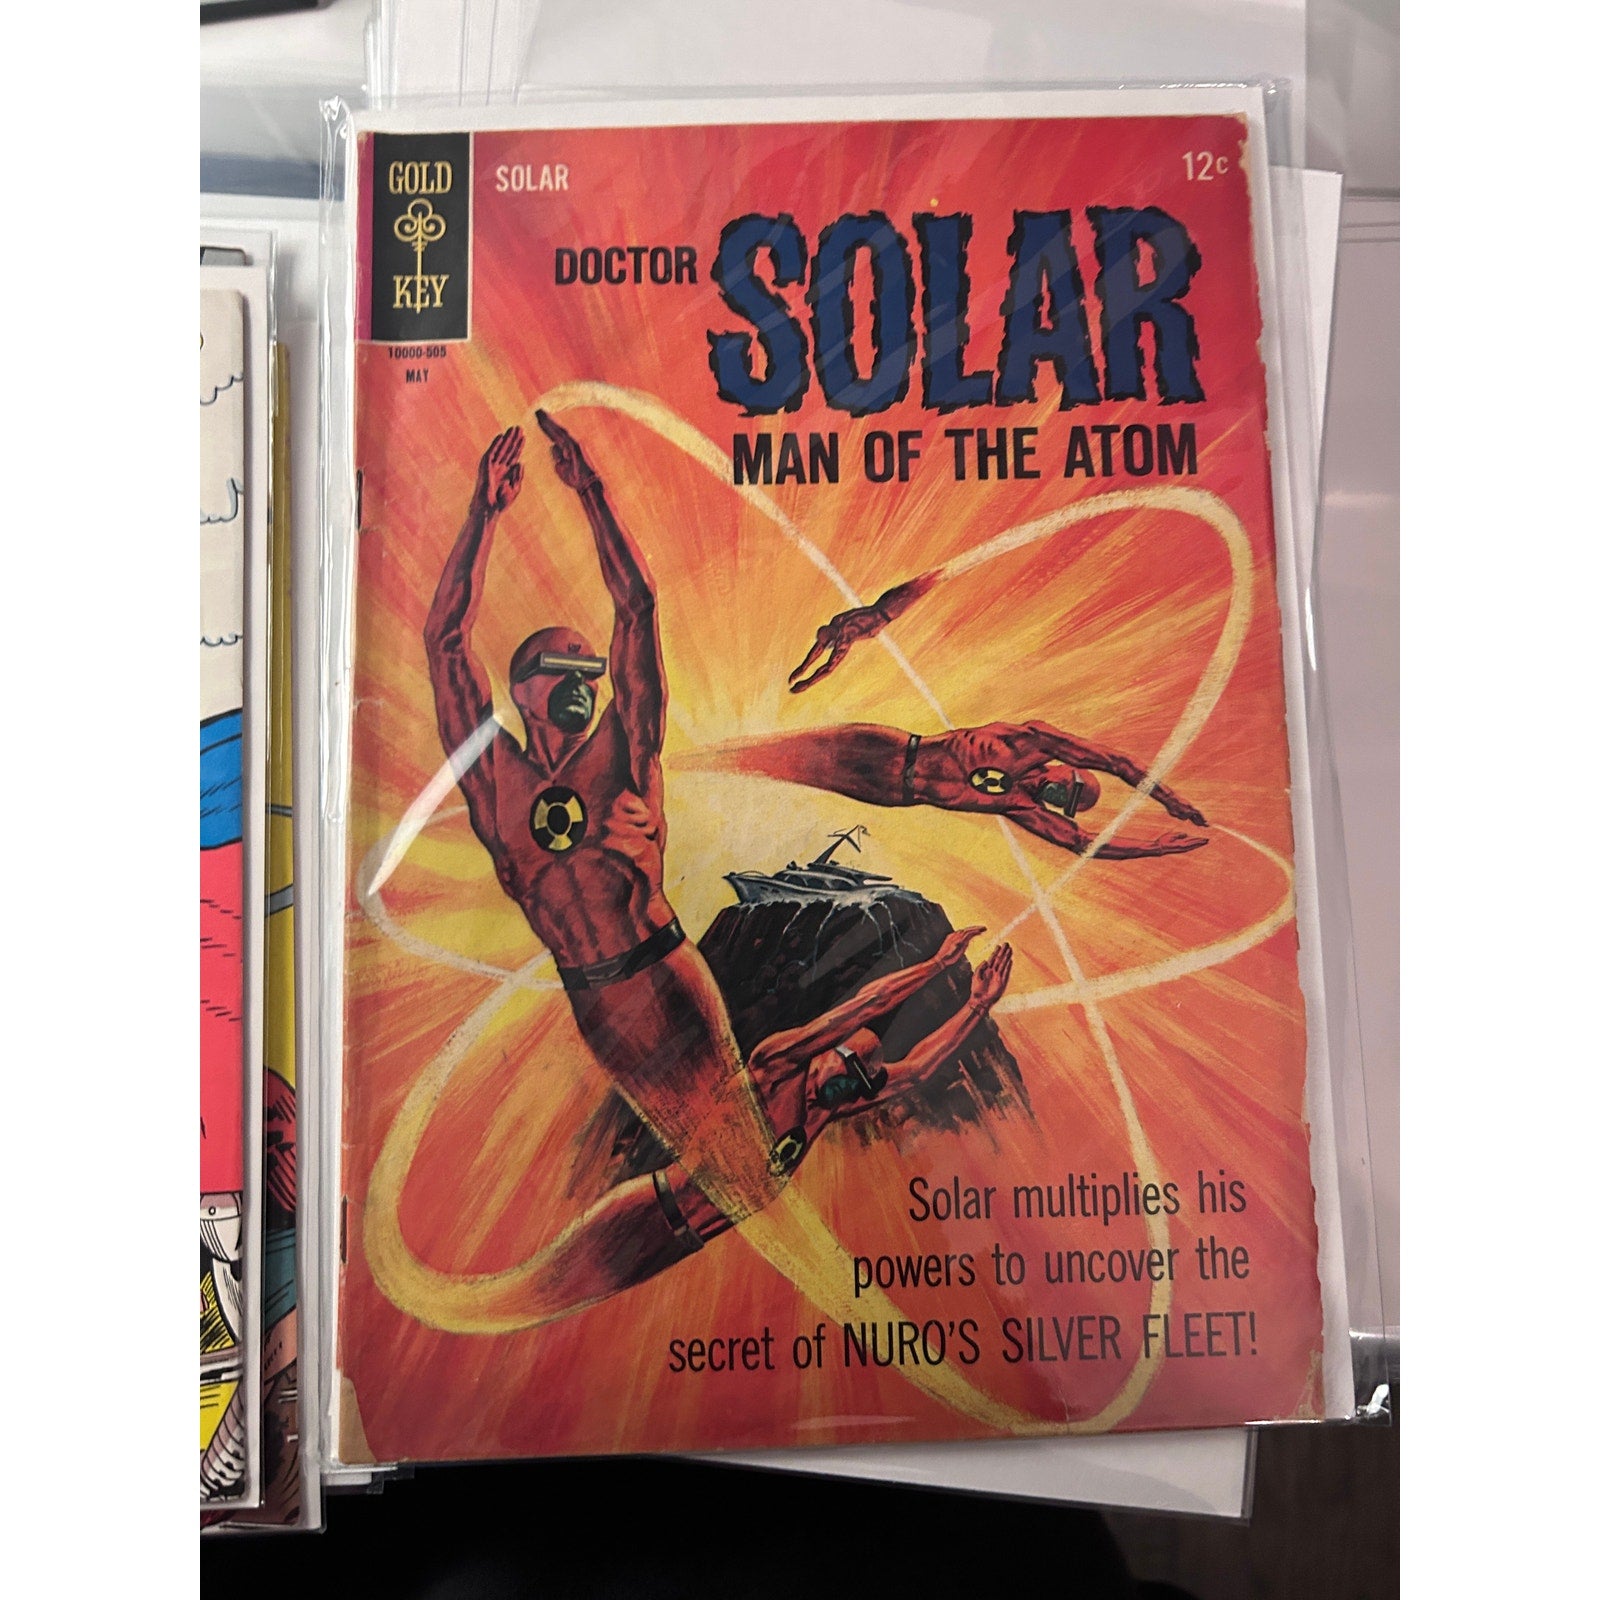 GOLD
KEY
10000-505
MAY
SOLAR
12c
DOCTOR SOLAR
MAN OF THE ATOM
Solar multiplies his
powers to uncover the
secret of NURO'S SILVER FLEET!